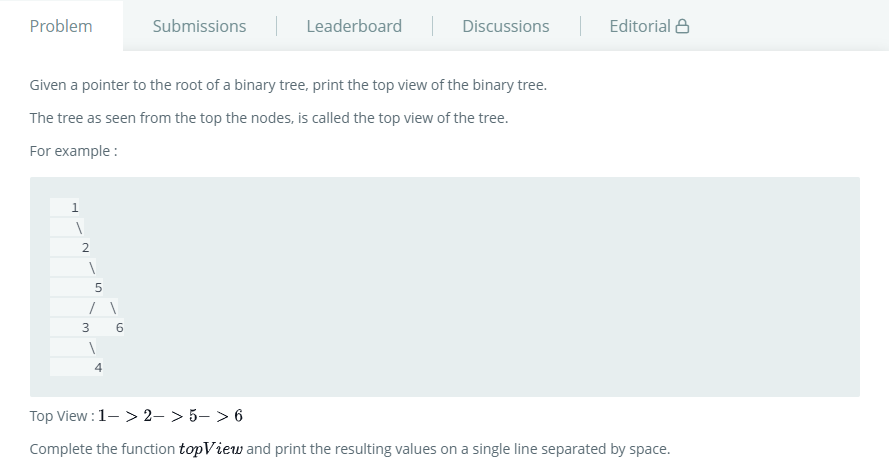 Problem Submissions Leaderboard Discussions Editorial
Given a pointer to the root of a binary tree, print the top view of the binary tree.
The tree as seen from the top the nodes, is called the top view of the tree.
For example :
1
\
2
\
5
/ \
3 6
\
4
Top View : 1− > 2− > 5− > 6
Complete the function topView and print the resulting values on a single line separated by space.